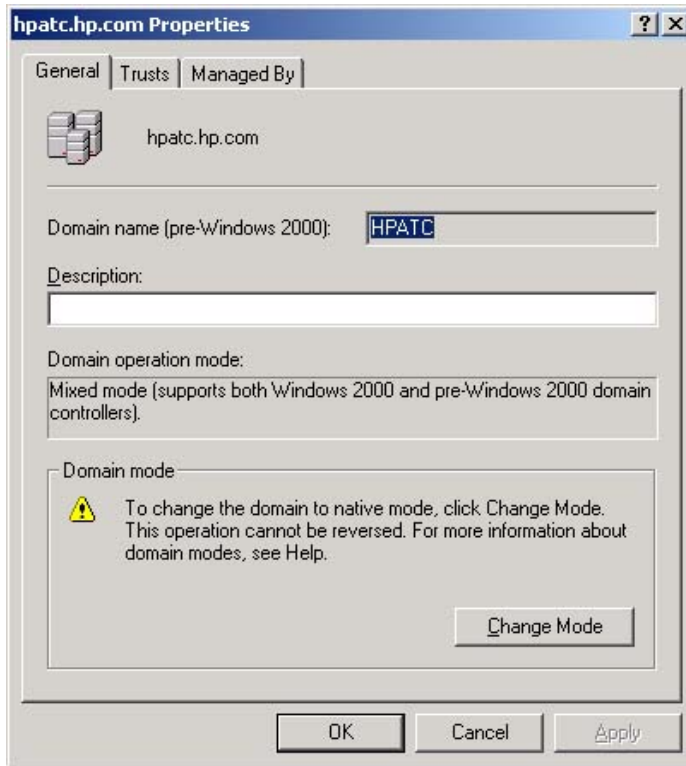 hpatc.hp.com Properties
General
Trusts
Managed By
hpatc.hp.com
Domain name (pre-Windows 2000):
HPATC
Description:
Domain operation mode:
Mixed mode (supports both Windows 2000 and pre-Windows 2000 domain
controllers).
Domain mode
To change the domain to native mode, click Change Mode.
This operation cannot be reversed. For more information about
domain modes, see Help.
Change Mode
OK
Cancel
Apply